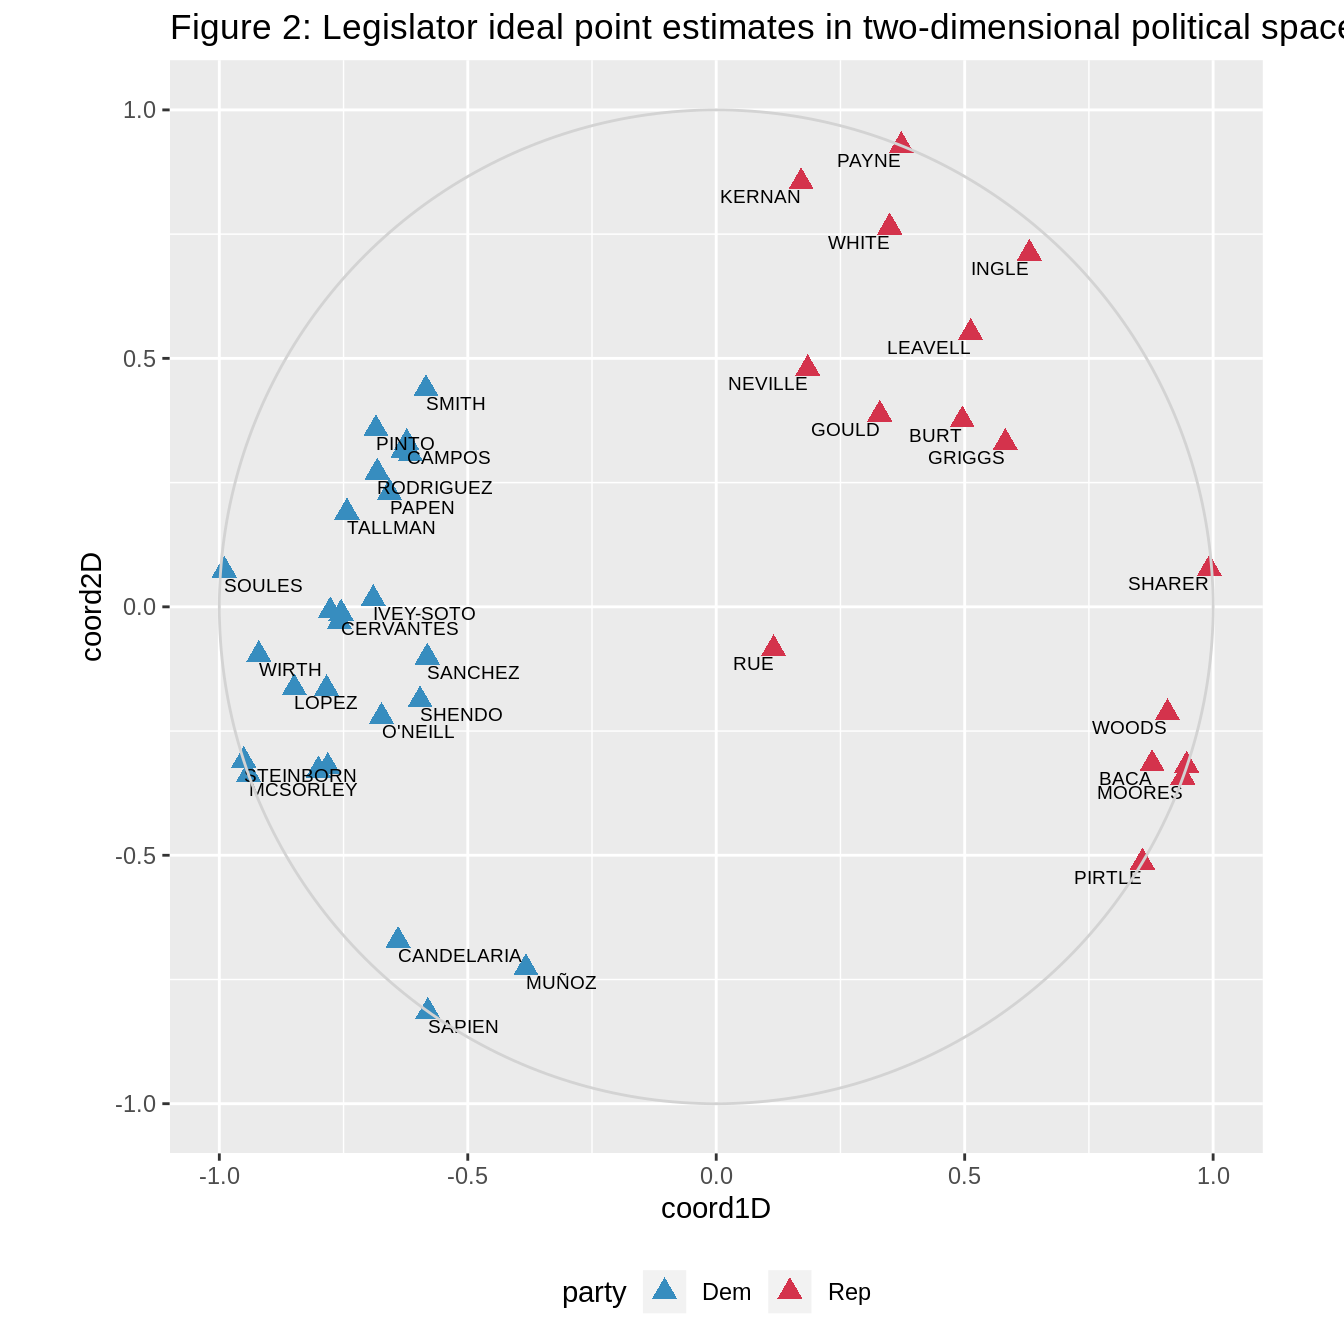 Figure 2: Legislator ideal point estimates in two-dimensional political space
1.0
PAYNE
KERNAN
WHITE
INGLE
0.5
LEAVELL
NEVILLE
SMITH
GOULD
BURT
PINTO
CAMPOS
GRIGGS
RODRIGUEZ
PAPEN
TALLMAN
SOULES
SHARER
coord2D
0.0
IVEY-SOTO
CERVANTES
RUE
WIRTH
SANCHEZ
LOPEZ
SHENDO
WOODS
O'NEILL
STEINBORN
BACA
MCSORLEY
MOORES
-0.5
PIRTLE
CANDELARIA
MUÑOZ
SAPIEN
-1.0
-1.0 -0.5 0.0 0.5 1.0
coord1D
party Dem Rep